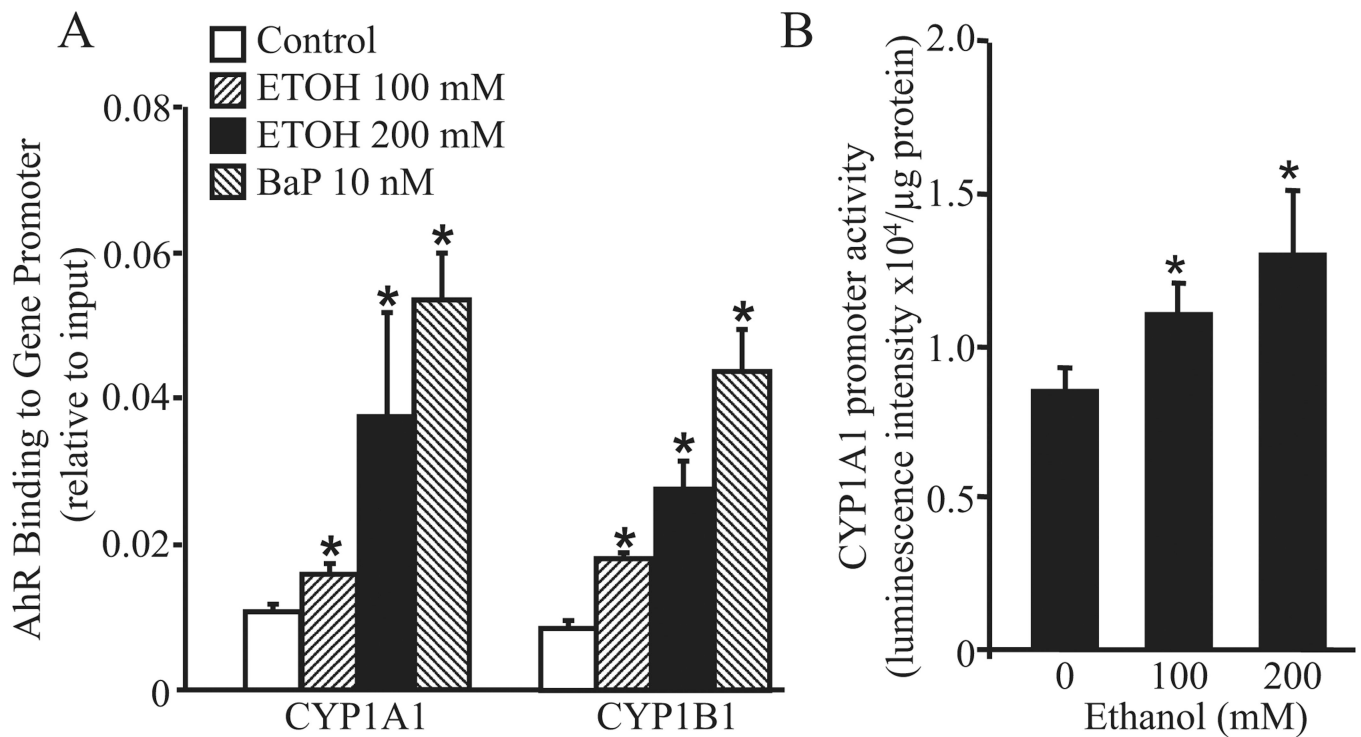 A
Control
ETOH 100 mM
ETOH 200 mM
BaP 10 nM
AhR Binding to Gene Promoter
(relative to input)
0.08
0.06
0.04
0.02
0
*
*
*
*
*
*
CYP1A1
CYP1B1
B
CYP1A1 promoter activity
(luminescence intensity x10⁴/µg protein)
2.0
1.5
1.0
0.5
0
*
*
0
100
200
Ethanol (mM)